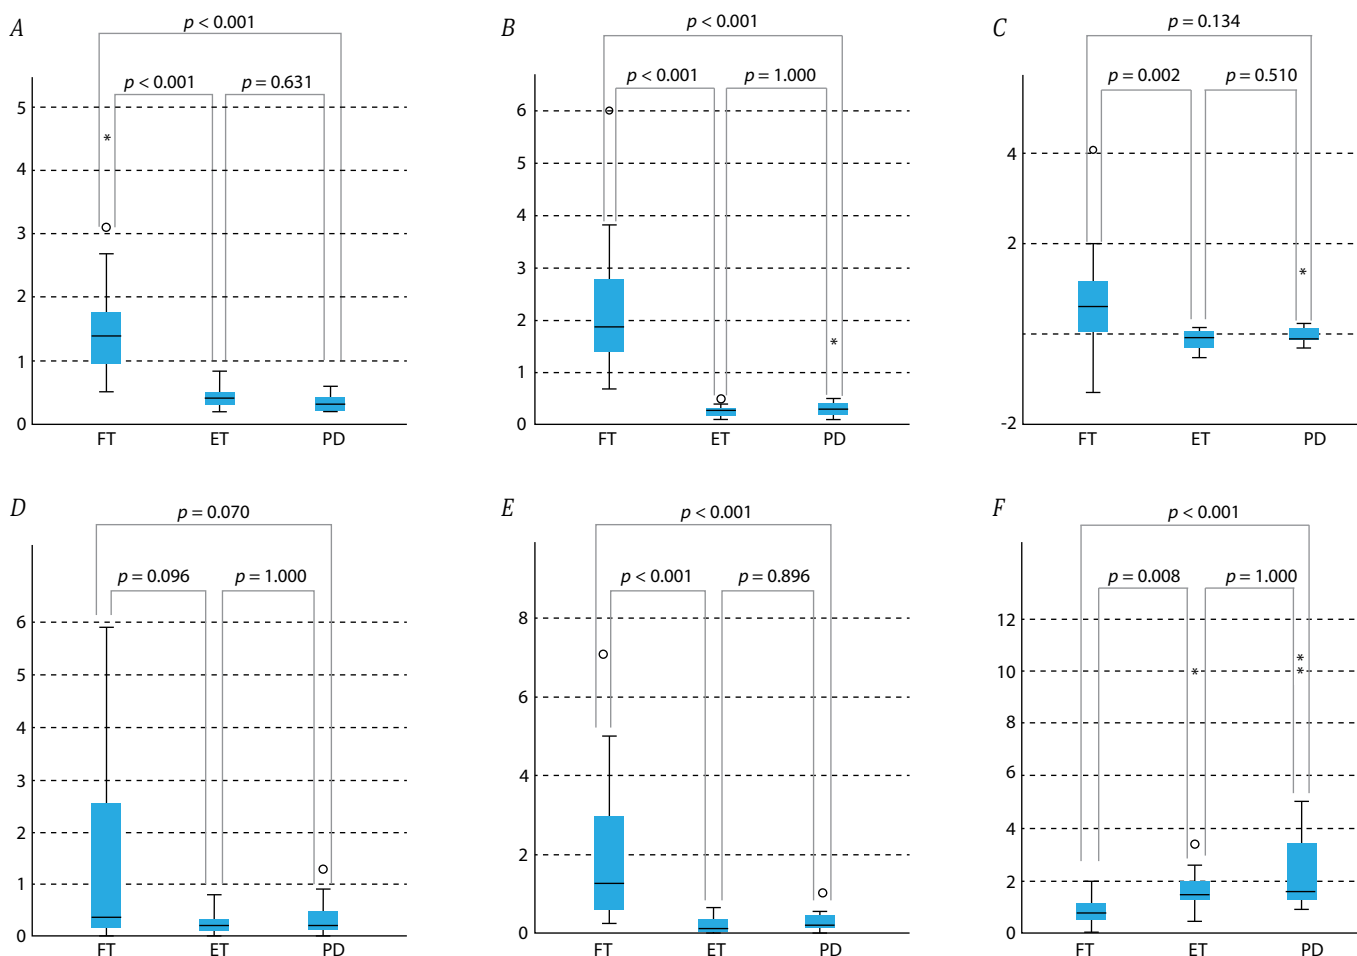 A
p < 0.001
p < 0.001
p = 0.631
5
*
4
3
2
1
0
FT
ET
PD
B
p < 0.001
p < 0.001
p = 1.000
6
5
4
3
2
*
1
0
FT
ET
PD
C
p = 0.134
p = 0.002
p = 0.510
4
2
*
-2
FT
ET
PD
D
p = 0.070
p = 0.096
p = 1.000
6
5
4
3
2
1
0
FT
ET
PD
E
p < 0.001
p < 0.001
p = 0.896
8
6
4
2
0
FT
ET
PD
F
p < 0.001
p = 0.008
p = 1.000
12
*
10 * *
8
6
4
2
0
FT
ET
PD